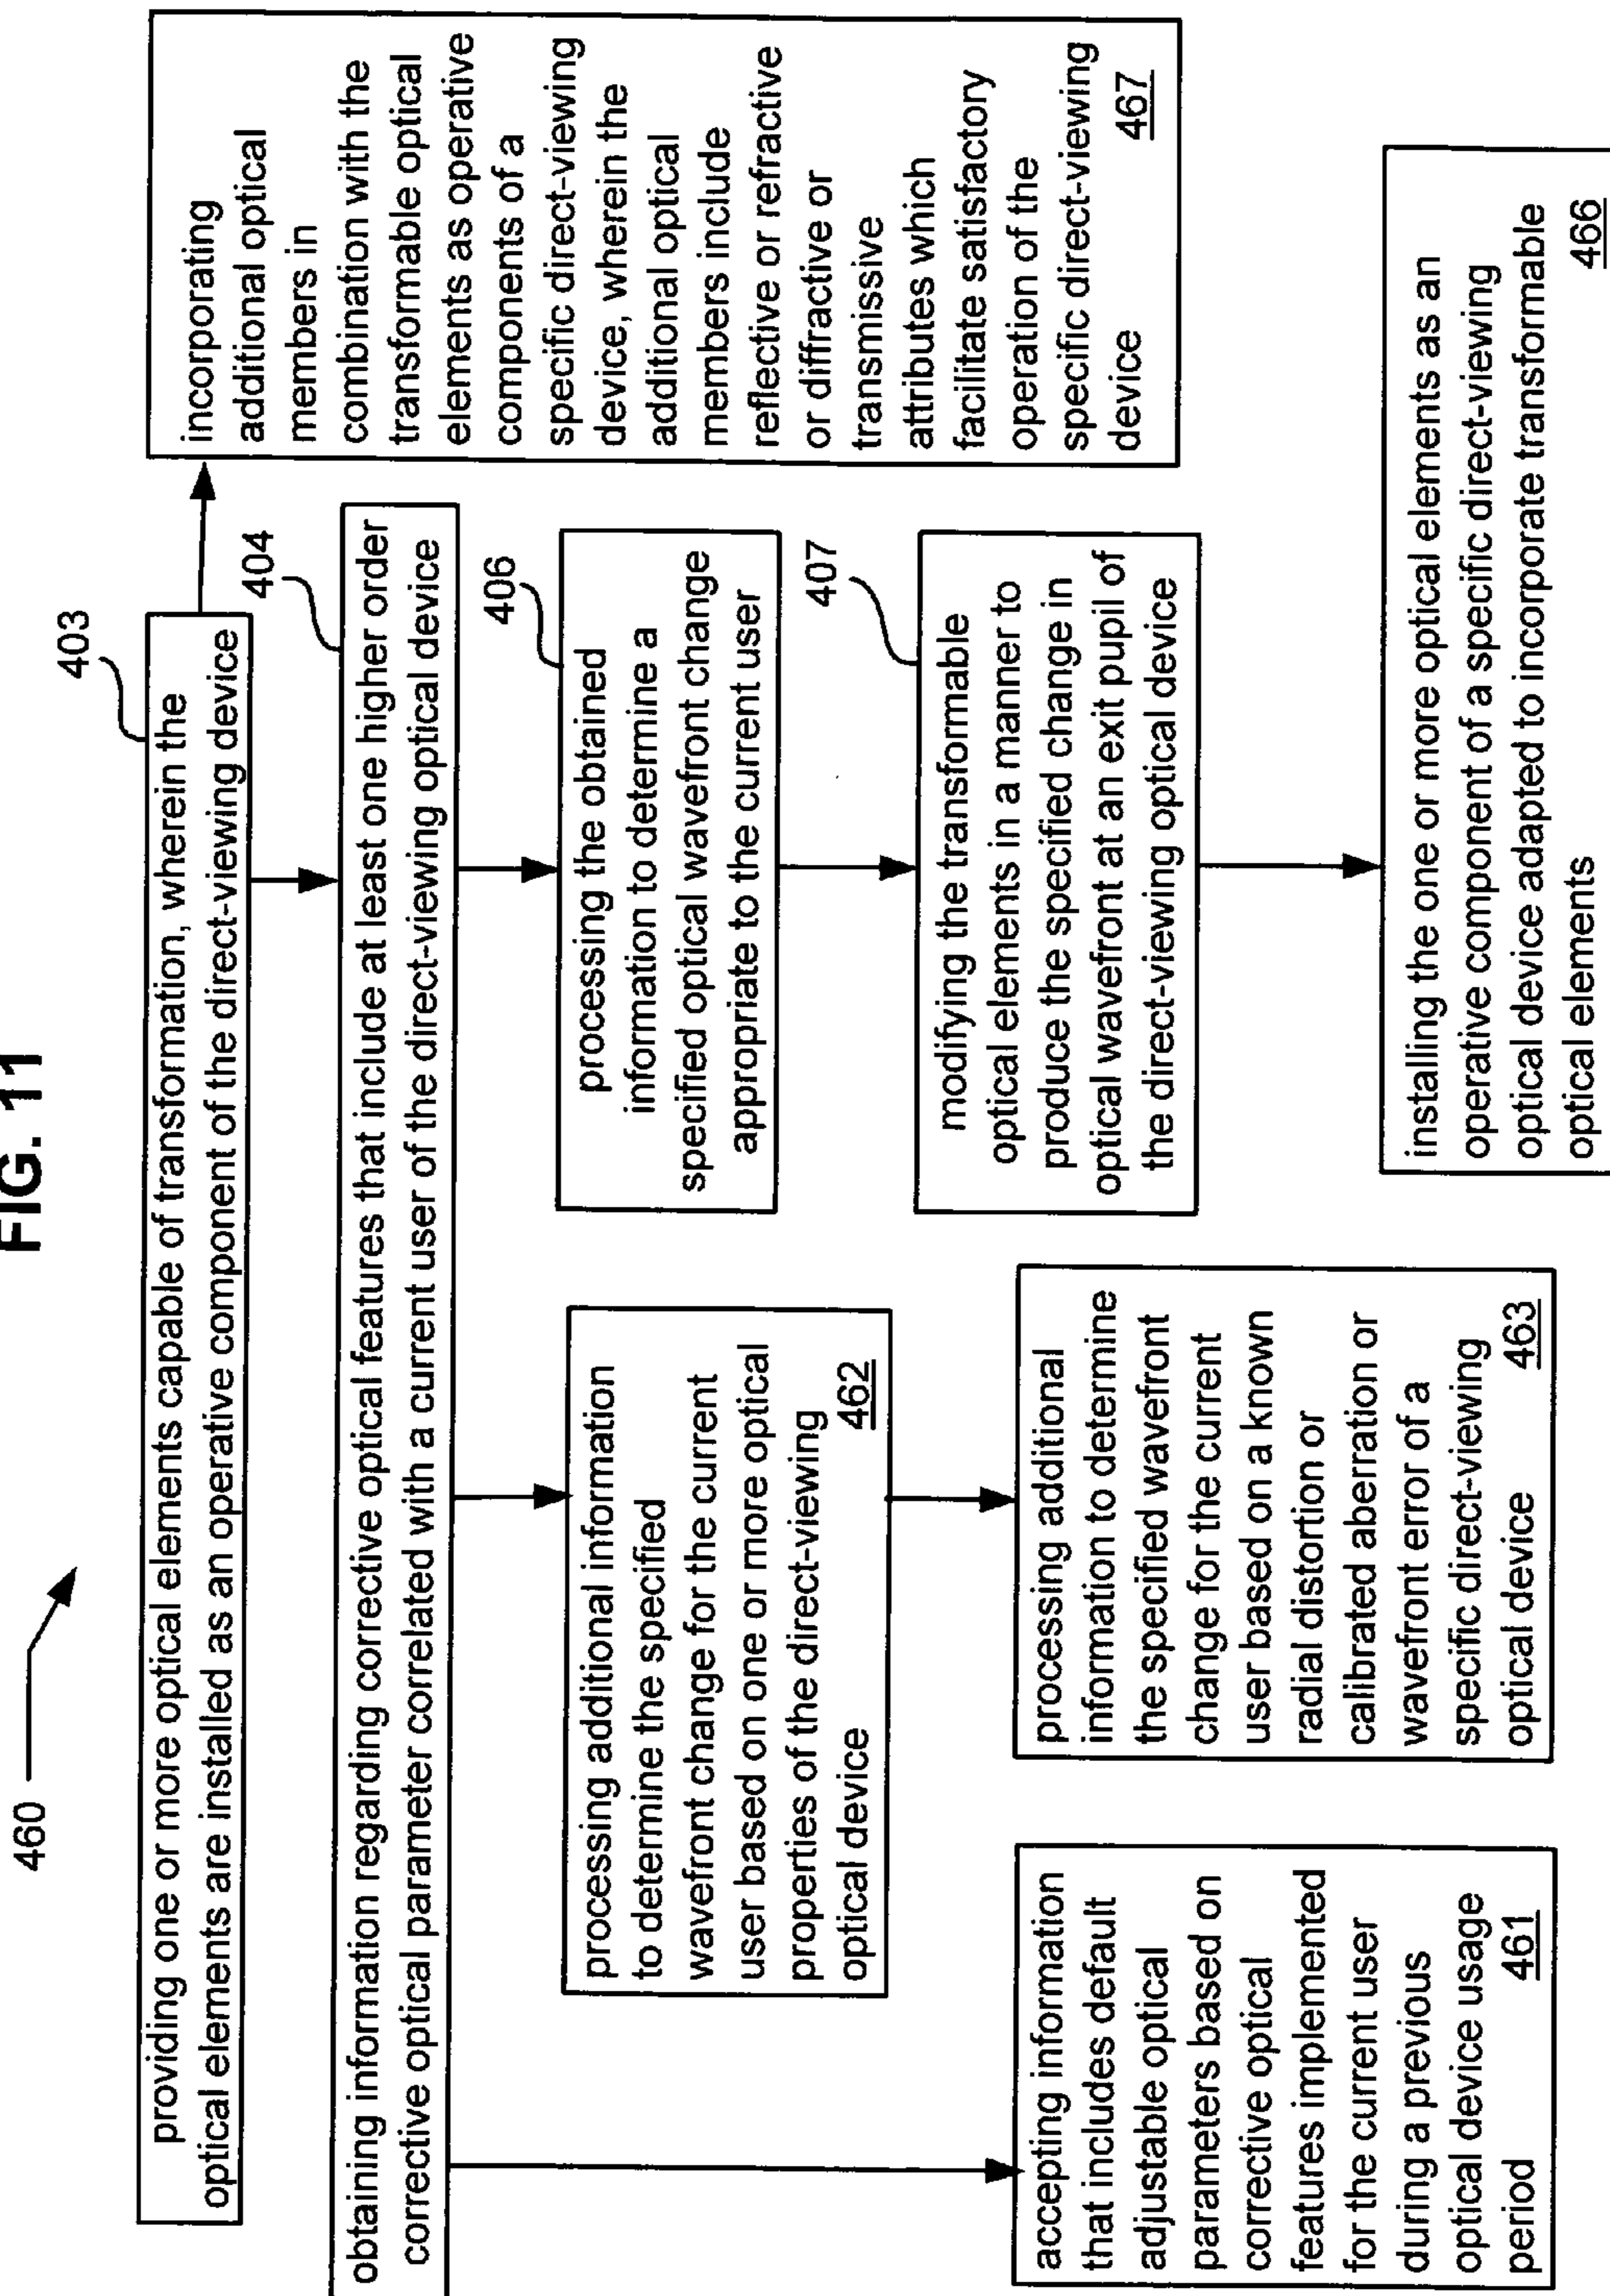 FIG. 11
460
403
providing one or more optical elements capable of transformation, wherein the
optical elements are installed as an operative component of the direct-viewing device
404
obtaining information regarding corrective optical features that include at least one higher order
corrective optical parameter correlated with a current user of the direct-viewing optical device
406
processing the obtained
information to determine a
specified optical wavefront change
appropriate to the current user
407
modifying the transformable
optical elements in a manner to
produce the specified change in
optical wavefront at an exit pupil of
the direct-viewing optical device
incorporating
additional optical
members in
combination with the
transformable optical
elements as operative
components of a
specific direct-viewing
device, wherein the
additional optical
members include
reflective or refractive
or diffractive or
transmissive
attributes which
facilitate satisfactory
operation of the
specific direct-viewing
device 467
processing additional information
to determine the specified
wavefront change for the current
user based on one or more optical
properties of the direct-viewing
optical device 462
accepting information
that includes default
adjustable optical
parameters based on
corrective optical
features implemented
for the current user
during a previous
optical device usage
period 461
processing additional
information to determine
the specified wavefront
change for the current
user based on a known
radial distortion or
calibrated aberration or
wavefront error of a
specific direct-viewing
optical device 463
installing the one or more optical elements as an
operative component of a specific direct-viewing
optical device adapted to incorporate transformable
optical elements 466